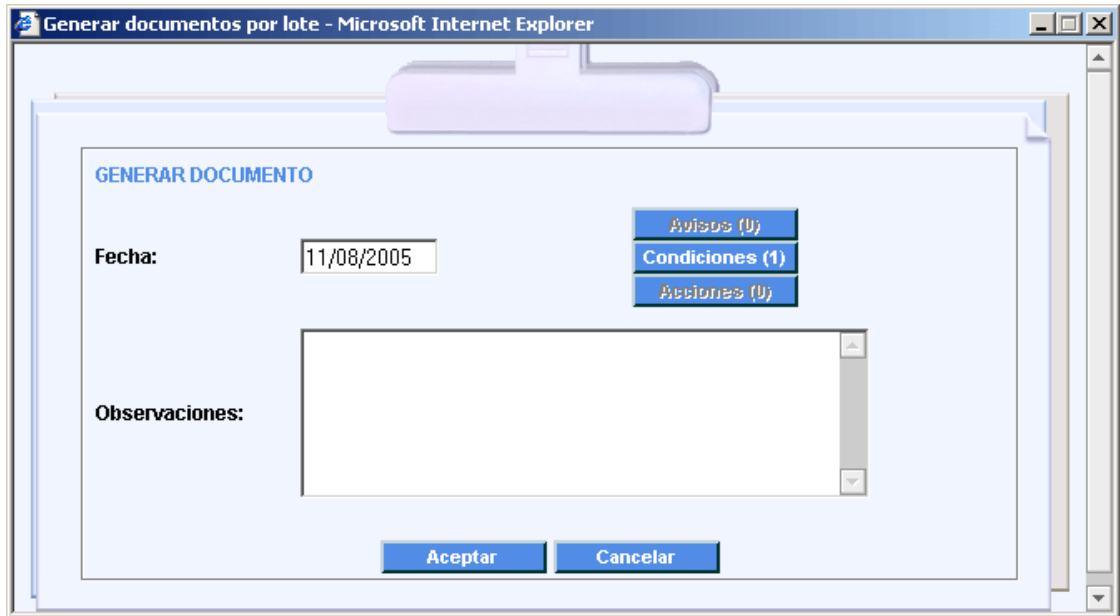 Generar documentos por lote - Microsoft Internet Explorer
GENERAR DOCUMENTO
Avisos (0)
Fecha: 11/08/2005 Condiciones (1)
Acciones (0)
Observaciones:
Aceptar Cancelar